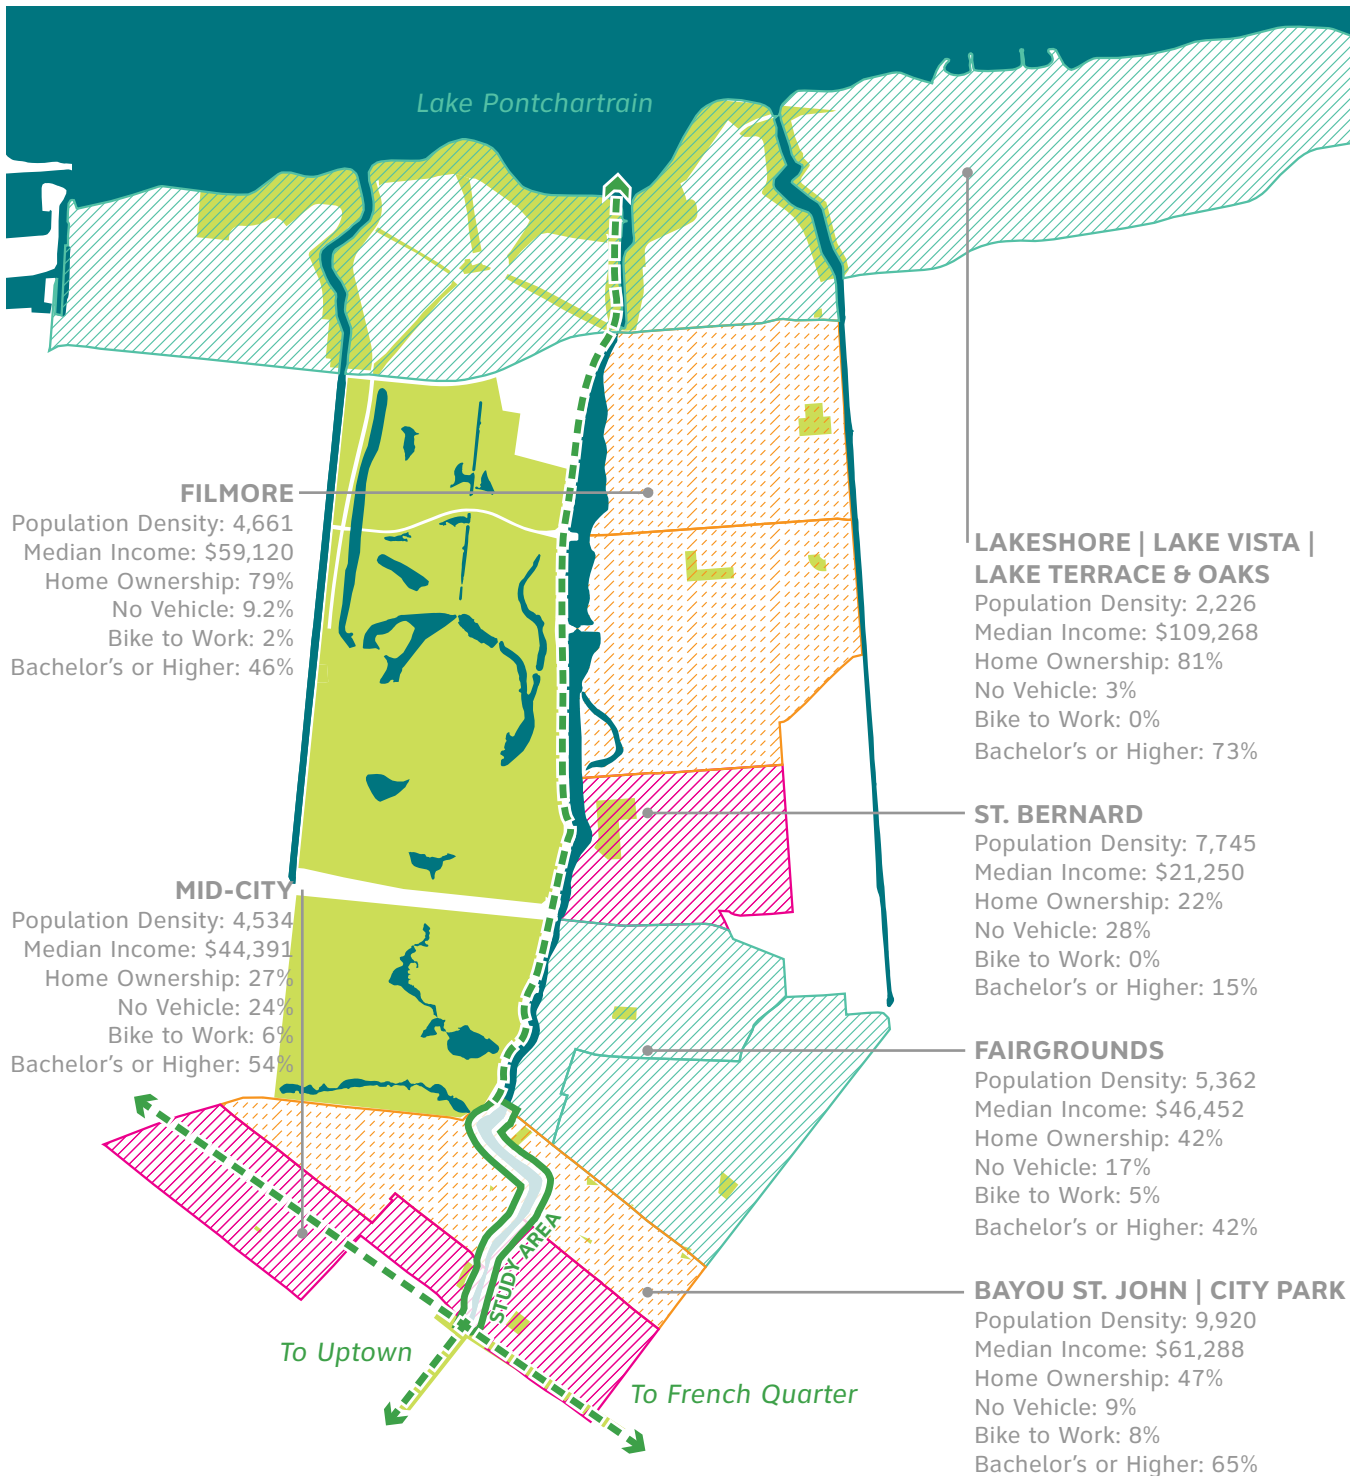 Lake Pontchartrain
FILMORE
Population Density: 4,661
Median Income: $59,120
Home Ownership: 79%
No Vehicle: 9.2%
Bike to Work: 2%
Bachelor's or Higher: 46%
LAKESHORE | LAKE VISTA |
LAKE TERRACE & OAKS
Population Density: 2,226
Median Income: $109,268
Home Ownership: 81%
No Vehicle: 3%
Bike to Work: 0%
Bachelor's or Higher: 73%
ST. BERNARD
Population Density: 7,745
Median Income: $21,250
Home Ownership: 22%
No Vehicle: 28%
Bike to Work: 0%
Bachelor's or Higher: 15%
MID-CITY
Population Density: 4,534
Median Income: $44,391
Home Ownership: 27%
No Vehicle: 24%
Bike to Work: 6%
Bachelor's or Higher: 54%
FAIRGROUNDS
Population Density: 5,362
Median Income: $46,452
Home Ownership: 42%
No Vehicle: 17%
Bike to Work: 5%
Bachelor's or Higher: 42%
STUDY AREA
BAYOU ST. JOHN | CITY PARK
Population Density: 9,920
Median Income: $61,288
Home Ownership: 47%
No Vehicle: 9%
Bike to Work: 8%
Bachelor's or Higher: 65%
To Uptown
To French Quarter